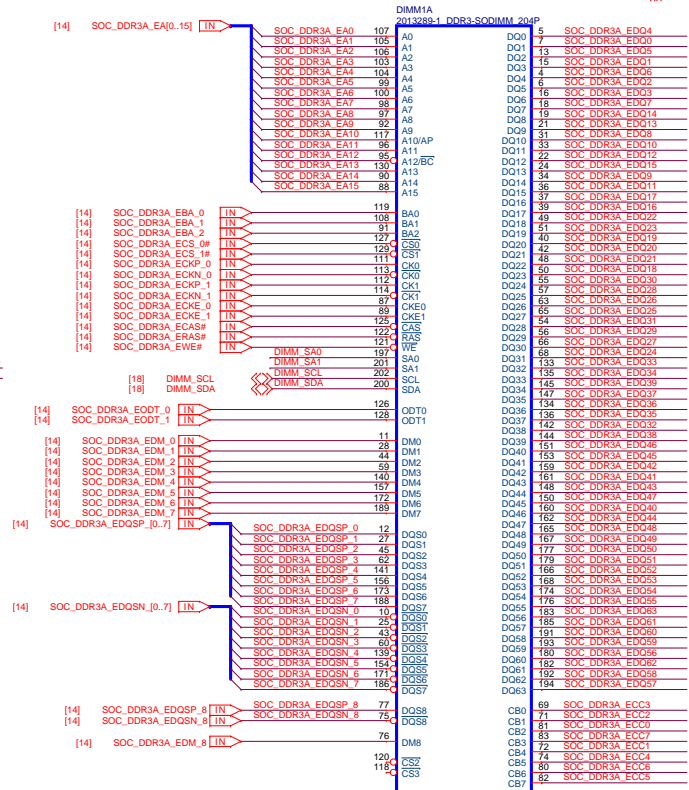 DIMM1A
2013289-1_DDR3-SODIMM_204P
[14] SOC_DDR3A_EA[0..15] IN
SOC_DDR3A_EA0 107 A0
SOC_DDR3A_EA1 105 A1
SOC_DDR3A_EA2 106 A2
SOC_DDR3A_EA3 103 A3
SOC_DDR3A_EA4 104 A4
SOC_DDR3A_EA5 99 A5
SOC_DDR3A_EA6 100 A6
SOC_DDR3A_EA7 98 A7
SOC_DDR3A_EA8 97 A8
SOC_DDR3A_EA9 92 A9
SOC_DDR3A_EA10 117 A10/AP
SOC_DDR3A_EA11 96 A11
SOC_DDR3A_EA12 95 A12/BC
SOC_DDR3A_EA13 130 A13
SOC_DDR3A_EA14 90 A14
SOC_DDR3A_EA15 88 A15
[14] SOC_DDR3A_EBA_0 IN 119 BA0
[14] SOC_DDR3A_EBA_1 IN 108 BA1
[14] SOC_DDR3A_EBA_2 IN 91 BA2
[14] SOC_DDR3A_ECS_0# IN 127 CS0
[14] SOC_DDR3A_ECS_1# IN 129 CS1
[14] SOC_DDR3A_ECKP_0 IN 111 CK0
[14] SOC_DDR3A_ECKN_0 IN 113 CK0
[14] SOC_DDR3A_ECKP_1 IN 112 CK1
[14] SOC_DDR3A_ECKN_1 IN 114 CK1
[14] SOC_DDR3A_ECKE_0 IN 87 CKE0
[14] SOC_DDR3A_ECKE_1 IN 89 CKE1
[14] SOC_DDR3A_ECAS# IN 125 CAS
[14] SOC_DDR3A_ERAS# IN 122 RAS
[14] SOC_DDR3A_EWE# IN 121 WE
DIMM_SA0 197 SA0
DIMM_SA1 201 SA1
[18] DIMM_SCL DIMM_SCL 202 SCL
[18] DIMM_SDA DIMM_SDA 200 SDA
[14] SOC_DDR3A_EODT_0 IN 126 ODT0
[14] SOC_DDR3A_EODT_1 IN 128 ODT1
[14] SOC_DDR3A_EDM_0 IN 11 DM0
[14] SOC_DDR3A_EDM_1 IN 28 DM1
[14] SOC_DDR3A_EDM_2 IN 44 DM2
[14] SOC_DDR3A_EDM_3 IN 59 DM3
[14] SOC_DDR3A_EDM_4 IN 140 DM4
[14] SOC_DDR3A_EDM_5 IN 157 DM5
[14] SOC_DDR3A_EDM_6 IN 172 DM6
[14] SOC_DDR3A_EDM_7 IN 189 DM7
[14] SOC_DDR3A_EDQSP_[0..7] IN
SOC_DDR3A_EDQSP_0 12 DQS0
SOC_DDR3A_EDQSP_1 27 DQS1
SOC_DDR3A_EDQSP_2 45 DQS2
SOC_DDR3A_EDQSP_3 62 DQS3
SOC_DDR3A_EDQSP_4 141 DQS4
SOC_DDR3A_EDQSP_5 156 DQS5
SOC_DDR3A_EDQSP_6 173 DQS6
SOC_DDR3A_EDQSP_7 188 DQS7
[14] SOC_DDR3A_EDQSN_[0..7] IN
SOC_DDR3A_EDQSN_0 10 DQS0
SOC_DDR3A_EDQSN_1 25 DQS1
SOC_DDR3A_EDQSN_2 43 DQS2
SOC_DDR3A_EDQSN_3 60 DQS3
SOC_DDR3A_EDQSN_4 139 DQS4
SOC_DDR3A_EDQSN_5 154 DQS5
SOC_DDR3A_EDQSN_6 171 DQS6
SOC_DDR3A_EDQSN_7 186 DQS7
[14] SOC_DDR3A_EDQSP_8 IN SOC_DDR3A_EDQSP_8 77 DQS8
[14] SOC_DDR3A_EDQSN_8 IN SOC_DDR3A_EDQSN_8 75 DQS8
[14] SOC_DDR3A_EDM_8 IN 76 DM8
120 CS2
118 CS3
DQ0 5 SOC_DDR3A_EDQ4
DQ1 7 SOC_DDR3A_EDQ0
DQ2 13 SOC_DDR3A_EDQ5
DQ3 15 SOC_DDR3A_EDQ1
DQ4 4 SOC_DDR3A_EDQ6
DQ5 6 SOC_DDR3A_EDQ2
DQ6 16 SOC_DDR3A_EDQ3
DQ7 18 SOC_DDR3A_EDQ7
DQ8 19 SOC_DDR3A_EDQ14
DQ9 21 SOC_DDR3A_EDQ13
DQ10 31 SOC_DDR3A_EDQ8
DQ11 33 SOC_DDR3A_EDQ10
DQ12 22 SOC_DDR3A_EDQ12
DQ13 24 SOC_DDR3A_EDQ15
DQ14 34 SOC_DDR3A_EDQ9
DQ15 36 SOC_DDR3A_EDQ11
DQ16 37 SOC_DDR3A_EDQ17
DQ17 39 SOC_DDR3A_EDQ16
DQ18 49 SOC_DDR3A_EDQ22
DQ19 51 SOC_DDR3A_EDQ23
DQ20 40 SOC_DDR3A_EDQ19
DQ21 42 SOC_DDR3A_EDQ20
DQ22 48 SOC_DDR3A_EDQ21
DQ23 50 SOC_DDR3A_EDQ18
DQ24 55 SOC_DDR3A_EDQ30
DQ25 57 SOC_DDR3A_EDQ28
DQ26 63 SOC_DDR3A_EDQ26
DQ27 65 SOC_DDR3A_EDQ25
DQ28 54 SOC_DDR3A_EDQ31
DQ29 56 SOC_DDR3A_EDQ29
DQ30 66 SOC_DDR3A_EDQ27
DQ31 68 SOC_DDR3A_EDQ24
DQ32 133 SOC_DDR3A_EDQ33
DQ33 135 SOC_DDR3A_EDQ34
DQ34 145 SOC_DDR3A_EDQ39
DQ35 147 SOC_DDR3A_EDQ37
DQ36 134 SOC_DDR3A_EDQ36
DQ37 136 SOC_DDR3A_EDQ35
DQ38 142 SOC_DDR3A_EDQ32
DQ39 144 SOC_DDR3A_EDQ38
DQ40 151 SOC_DDR3A_EDQ46
DQ41 153 SOC_DDR3A_EDQ45
DQ42 159 SOC_DDR3A_EDQ42
DQ43 161 SOC_DDR3A_EDQ41
DQ44 148 SOC_DDR3A_EDQ43
DQ45 150 SOC_DDR3A_EDQ47
DQ46 160 SOC_DDR3A_EDQ40
DQ47 162 SOC_DDR3A_EDQ44
DQ48 165 SOC_DDR3A_EDQ48
DQ49 167 SOC_DDR3A_EDQ49
DQ50 177 SOC_DDR3A_EDQ50
DQ51 179 SOC_DDR3A_EDQ51
DQ52 166 SOC_DDR3A_EDQ52
DQ53 168 SOC_DDR3A_EDQ53
DQ54 174 SOC_DDR3A_EDQ54
DQ55 176 SOC_DDR3A_EDQ55
DQ56 183 SOC_DDR3A_EDQ63
DQ57 185 SOC_DDR3A_EDQ61
DQ58 191 SOC_DDR3A_EDQ60
DQ59 193 SOC_DDR3A_EDQ59
DQ60 180 SOC_DDR3A_EDQ56
DQ61 182 SOC_DDR3A_EDQ62
DQ62 192 SOC_DDR3A_EDQ58
DQ63 194 SOC_DDR3A_EDQ57
CB0 69 SOC_DDR3A_ECC3
CB1 71 SOC_DDR3A_ECC2
CB2 81 SOC_DDR3A_ECC0
CB3 83 SOC_DDR3A_ECC7
CB4 72 SOC_DDR3A_ECC1
CB5 74 SOC_DDR3A_ECC4
CB6 80 SOC_DDR3A_ECC6
CB7 82 SOC_DDR3A_ECC5